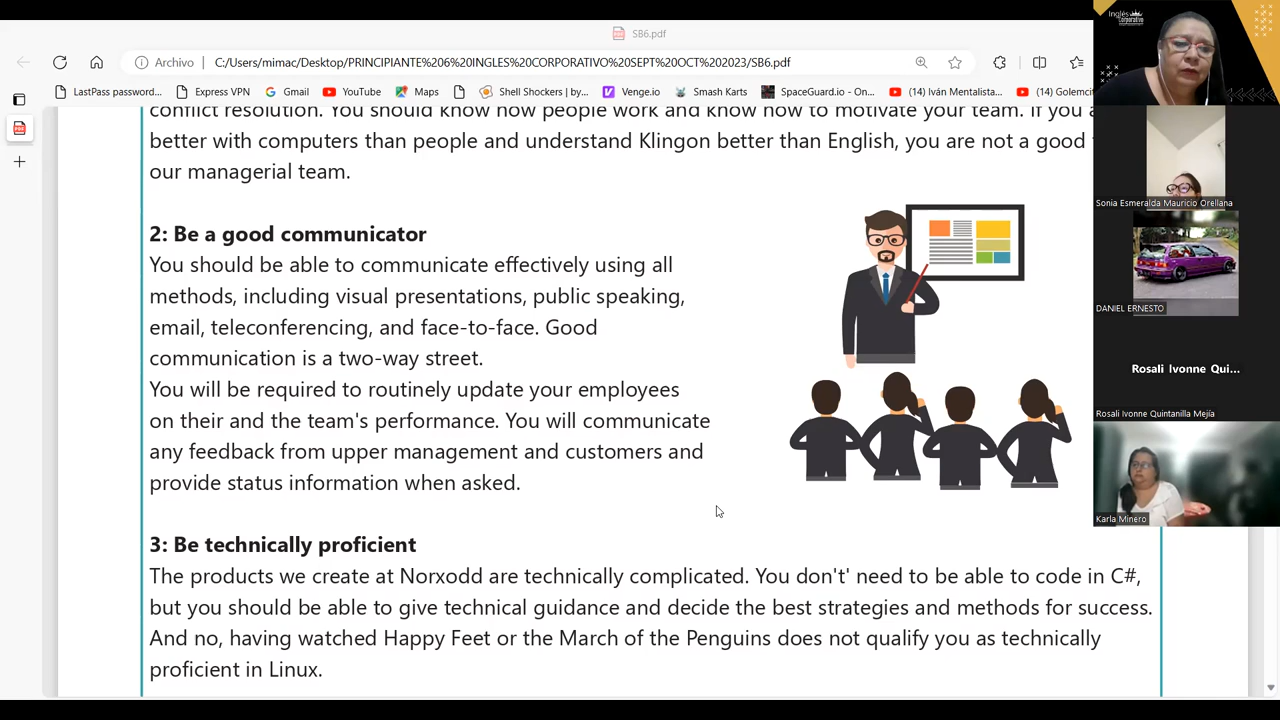 SB6.pdf
Archivo C:/Users/mimac/Desktop/PRINCIPIANTE%206%20INGLES%20CORPORATIVO%20SEPT%20OCT%202023/SB6.pdf
LastPass password... Express VPN Gmail YouTube Maps Shell Shockers | by... Venge.io Smash Karts SpaceGuard.io - On... (14) Iván Mentalista... (14) Golemcit
conflict resolution. You should know how people work and know how to motivate your team. If you
better with computers than people and understand Klingon better than English, you are not a good
our managerial team.
2: Be a good communicator
You should be able to communicate effectively using all
methods, including visual presentations, public speaking,
email, teleconferencing, and face-to-face. Good
communication is a two-way street.
You will be required to routinely update your employees
on their and the team's performance. You will communicate
any feedback from upper management and customers and
provide status information when asked.
3: Be technically proficient
The products we create at Norxodd are technically complicated. You don't' need to be able to code in C#,
but you should be able to give technical guidance and decide the best strategies and methods for success.
And no, having watched Happy Feet or the March of the Penguins does not qualify you as technically
proficient in Linux.
Inglés
Corporativo
Sonia Esmeralda Mauricio Orellana
DANIEL ERNESTO
Rosali Ivonne Qui...
Rosali Ivonne Quintanilla Mejía
Karla Minero